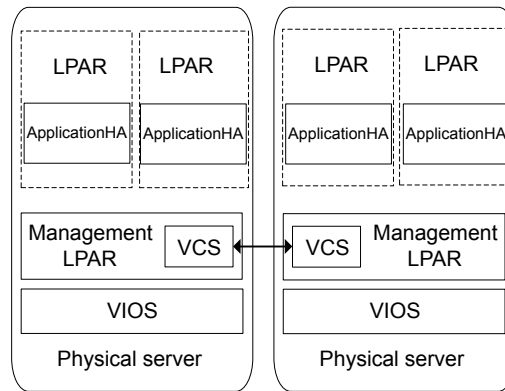 LPAR
LPAR
ApplicationHA
ApplicationHA
Management
LPAR
VCS
VIOS
Physical server
LPAR
LPAR
ApplicationHA
ApplicationHA
VCS
Management
LPAR
VIOS
Physical server